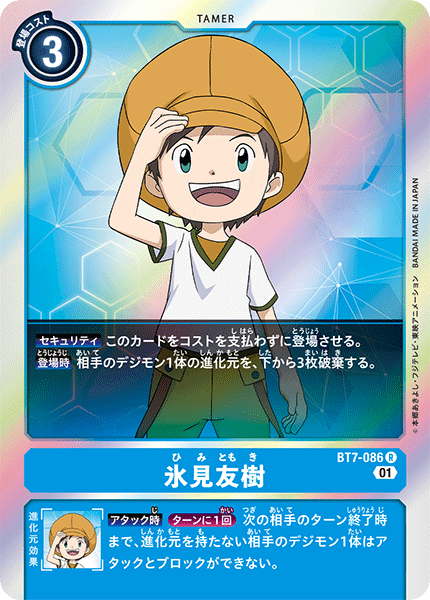 TAMER
登場コスト
3
セキュリティ このカードをコストを支払わずに登場させる。
登場時 相手のデジモン1体の進化元を、下から3枚破棄する。
©本郷あきよし・フジテレビ・東映アニメーション BANDAI MADE IN JAPAN
BT7-086 R
01
ひみともき
氷見友樹
進化元効果
アタック時 ターンに1回 次の相手のターン終了時
まで、進化元を持たない相手のデジモン1体はア
タックとブロックができない。